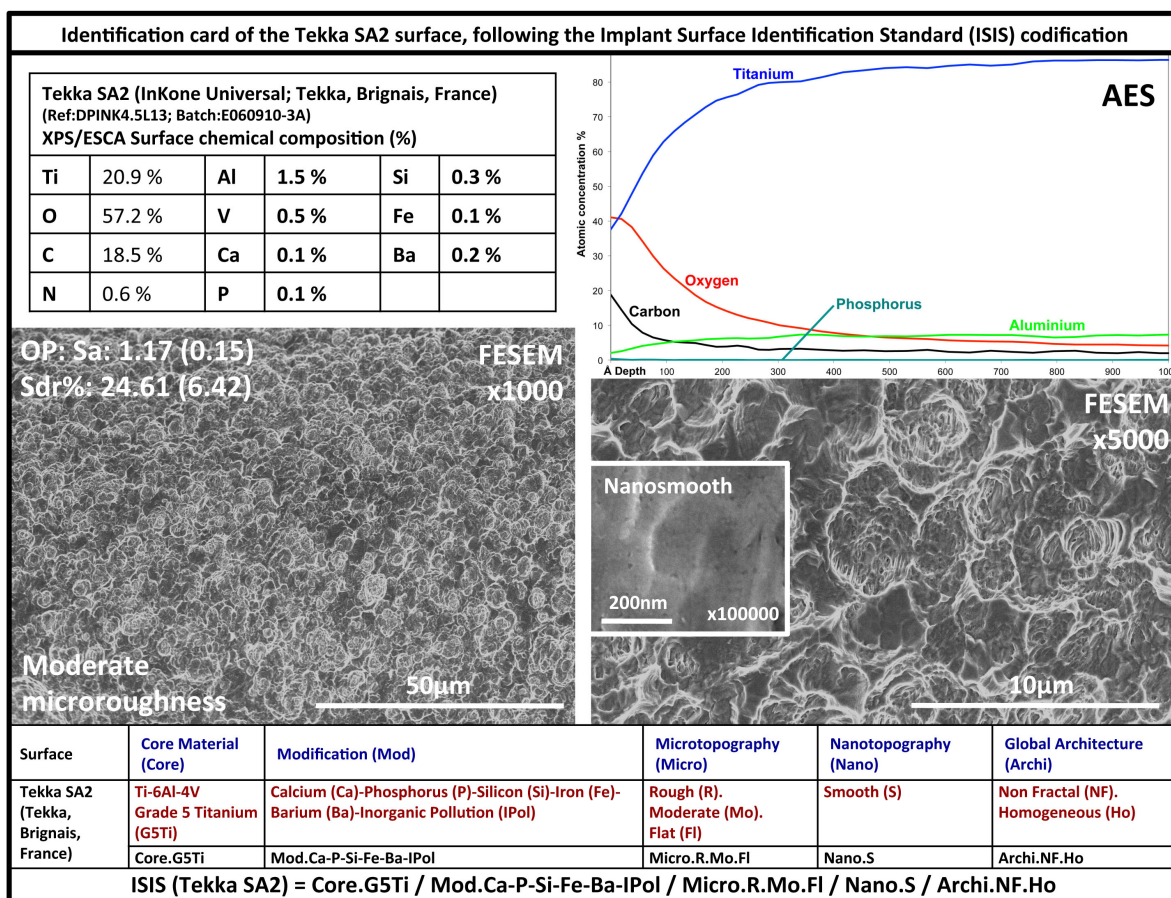 Identification card of the Tekka SA2 surface, following the Implant Surface Identification Standard (ISIS) codification
Tekka SA2 (InKone Universal; Tekka, Brignais, France)
(Ref:DPINK4.5L13; Batch:E060910-3A)
XPS/ESCA Surface chemical composition (%)
Ti 20.9 % Al 1.5 % Si 0.3 %
O 57.2 % V 0.5 % Fe 0.1 %
C 18.5 % Ca 0.1 % Ba 0.2 %
N 0.6 % P 0.1 %
AES
Titanium
Oxygen
Carbon
Phosphorus
Aluminium
Atomic concentration %
80
70
60
50
40
30
20
10
0
Å Depth 100 200 300 400 500 600 700 800 900 1000
OP: Sa: 1.17 (0.15)
Sdr%: 24.61 (6.42)
FESEM
x1000
Moderate
microroughness
50µm
FESEM
x5000
Nanosmooth
200nm
x100000
10µm
Surface
Core Material
(Core)
Modification (Mod)
Microtopography
(Micro)
Nanotopography
(Nano)
Global Architecture
(Archi)
Tekka SA2
(Tekka,
Brignais,
France)
Ti-6Al-4V
Grade 5 Titanium
(G5Ti)
Calcium (Ca)-Phosphorus (P)-Silicon (Si)-Iron (Fe)-
Barium (Ba)-Inorganic Pollution (IPol)
Rough (R).
Moderate (Mo).
Flat (Fl)
Smooth (S)
Non Fractal (NF).
Homogeneous (Ho)
Core.G5Ti
Mod.Ca-P-Si-Fe-Ba-IPol
Micro.R.Mo.Fl
Nano.S
Archi.NF.Ho
ISIS (Tekka SA2) = Core.G5Ti / Mod.Ca-P-Si-Fe-Ba-IPol / Micro.R.Mo.Fl / Nano.S / Archi.NF.Ho